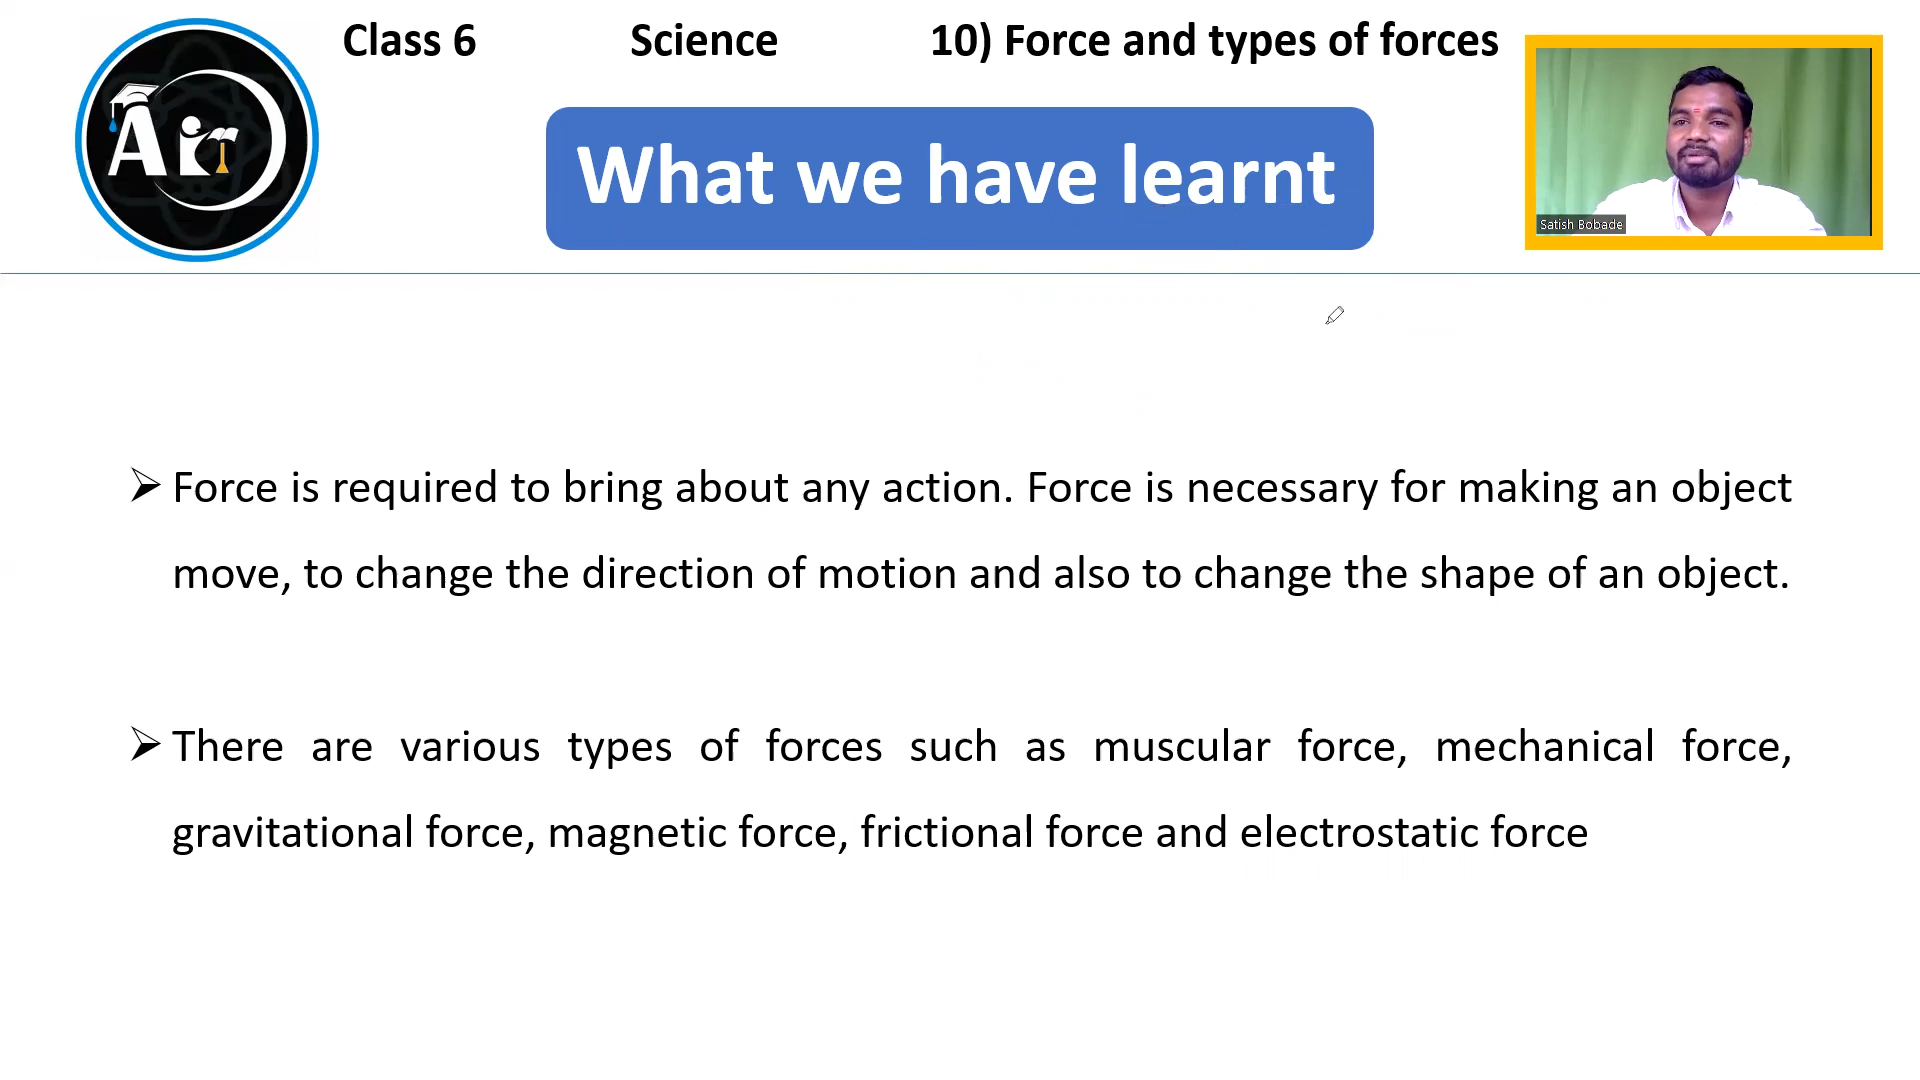 Class 6 Science 10) Force and types of forces
What we have learnt
Air
Satish Bobade
➢ Force is required to bring about any action. Force is necessary for making an object
move, to change the direction of motion and also to change the shape of an object.
➢ There are various types of forces such as muscular force, mechanical force,
gravitational force, magnetic force, frictional force and electrostatic force